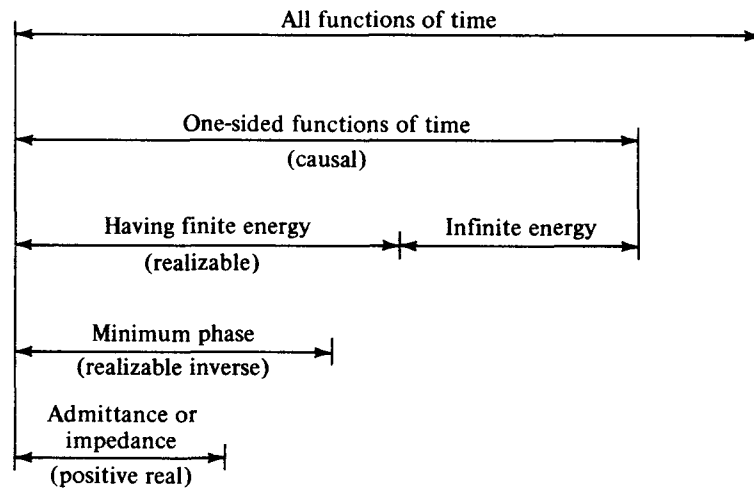 All functions of time
One-sided functions of time
(causal)
Having finite energy
Infinite energy
(realizable)
Minimum phase
(realizable inverse)
Admittance or
impedance
(positive real)